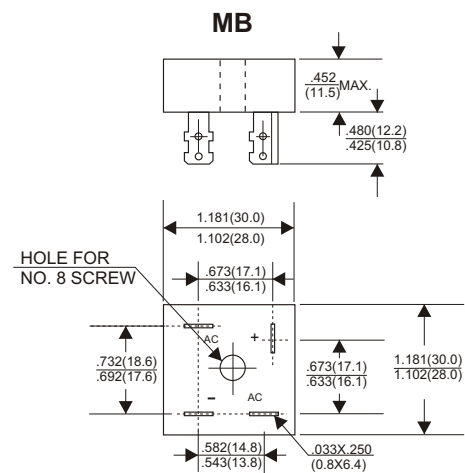 MB
.452
(11.5)
MAX.
.480(12.2)
.425(10.8)
1.181(30.0)
1.102(28.0)
HOLE FOR
NO. 8 SCREW
.673(17.1)
.633(16.1)
AC
+
.732(18.6)
.692(17.6)
.673(17.1)
.633(16.1)
1.181(30.0)
1.102(28.0)
-
AC
.582(14.8)
.543(13.8)
.033X.250
(0.8X6.4)